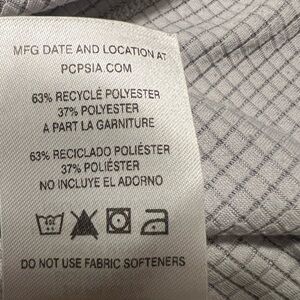 MFG DATE AND LOCATION AT
PCPSIA.COM
63% RECYCLÉ POLYESTER
37% POLYESTER
A PART LA GARNITURE
63% RECICLADO POLIÉSTER
37% POLIÉSTER
NO INCLUYE EL ADORNO
DO NOT USE FABRIC SOFTENERS